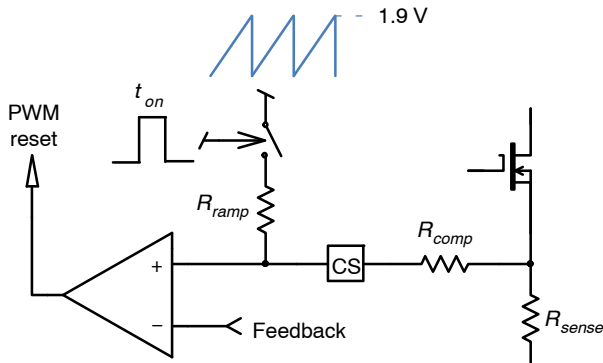 1.9 V
t on
PWM
reset
R ramp
R comp
+
CS
−
Feedback
R sense